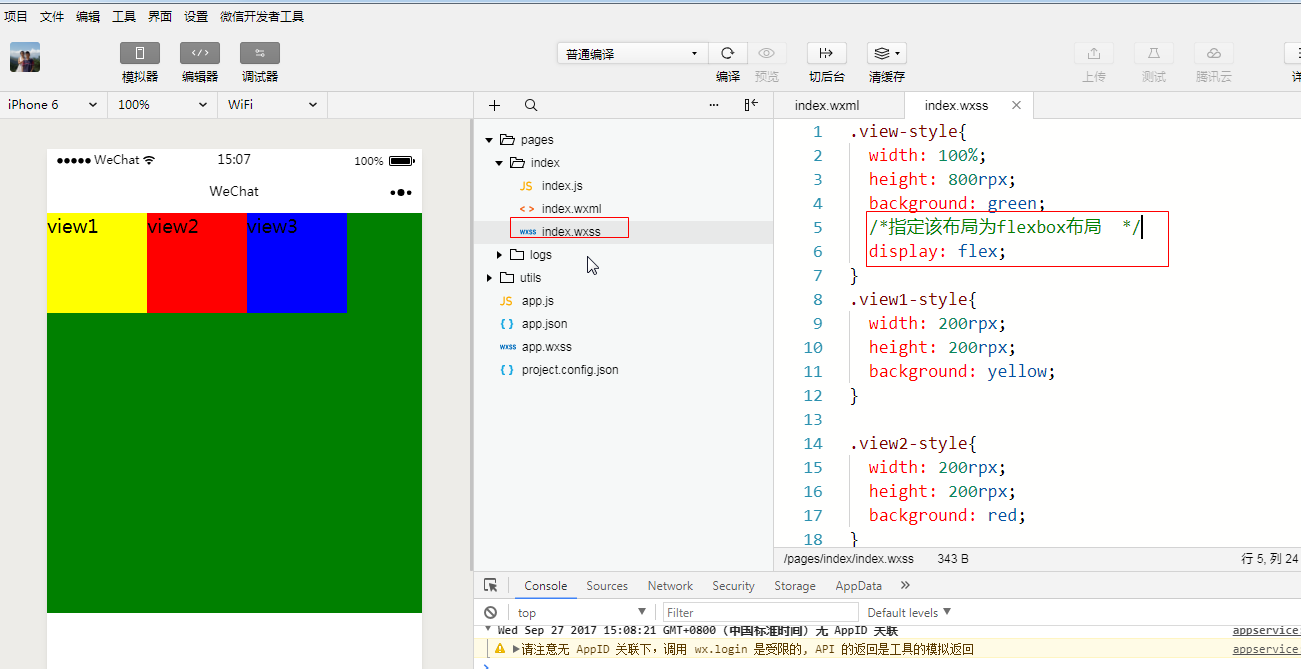 项目 文件 编辑 工具 界面 设置 微信开发者工具
模拟器 编辑器 调试器
普通编译
编译 预览 切后台 清缓存
上传 测试 腾讯云
iPhone 6 100% WiFi
WeChat 15:07 100%
WeChat
view1 view2 view3
pages
index
JS index.js
< > index.wxml
wxss index.wxss
logs
utils
JS app.js
{ } app.json
wxss app.wxss
{ } project.config.json
index.wxml index.wxss
1 .view-style{
2 width: 100%;
3 height: 800rpx;
4 background: green;
5 /*指定该布局为flexbox布局 */
6 display: flex;
7 }
8 .view1-style{
9 width: 200rpx;
10 height: 200rpx;
11 background: yellow;
12 }
13
14 .view2-style{
15 width: 200rpx;
16 height: 200rpx;
17 background: red;
18 }
/pages/index/index.wxss 343 B 行 5, 列 24
Console Sources Network Security Storage AppData »
top Filter Default levels
Wed Sep 27 2017 15:08:21 GMT+0800 (中国标准时间) 无 AppID 关联 appservice
请注意无 AppID 关联下，调用 wx.login 是受限的, API 的返回是工具的模拟返回 appservice